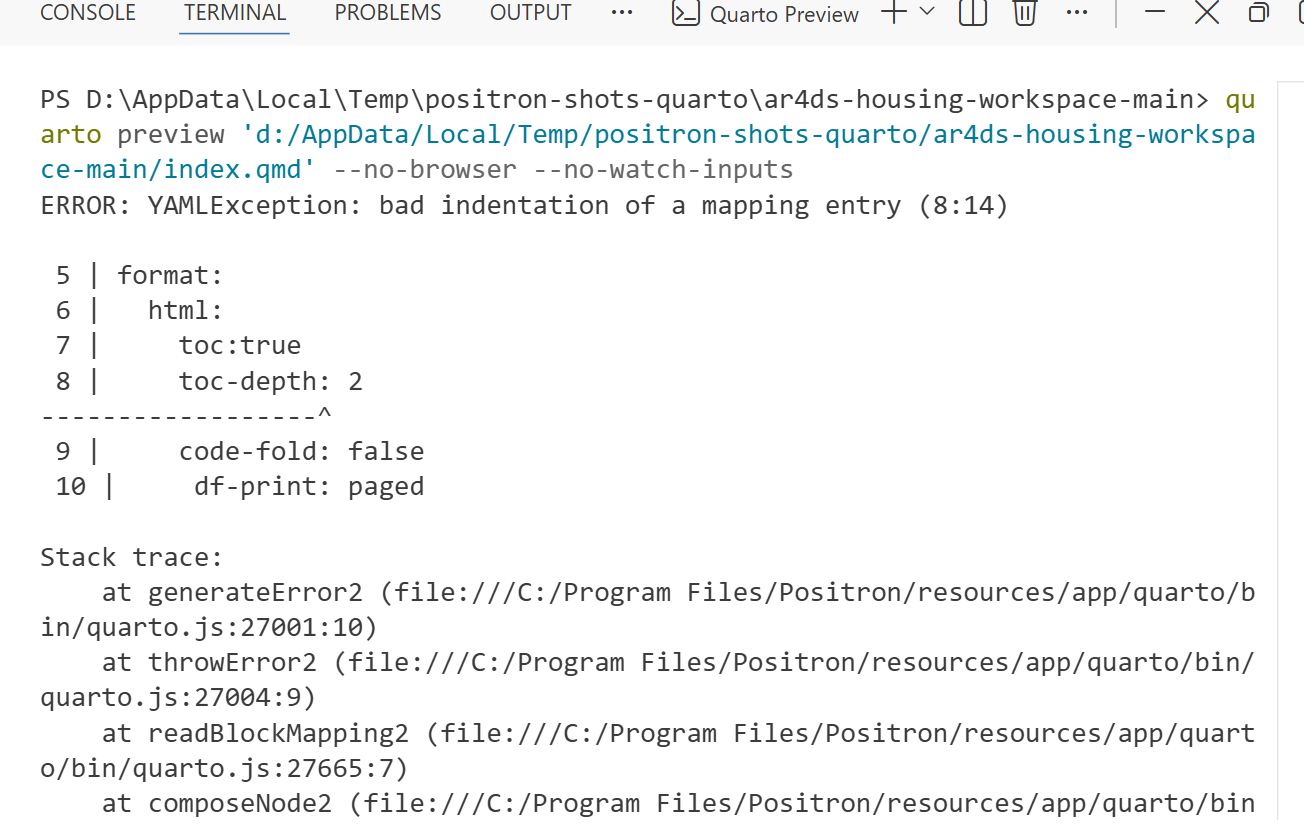 CONSOLE TERMINAL PROBLEMS OUTPUT ··· Quarto Preview ···
PS D:\AppData\Local\Temp\positron-shots-quarto\ar4ds-housing-workspace-main> qu
arto preview 'd:/AppData/Local/Temp/positron-shots-quarto/ar4ds-housing-workspa
ce-main/index.qmd' --no-browser --no-watch-inputs
ERROR: YAMLException: bad indentation of a mapping entry (8:14)
 5 | format:
 6 |   html:
 7 |     toc:true
 8 |     toc-depth: 2
------------------^
 9 |     code-fold: false
 10 |     df-print: paged
Stack trace:
    at generateError2 (file:///C:/Program Files/Positron/resources/app/quarto/b
in/quarto.js:27001:10)
    at throwError2 (file:///C:/Program Files/Positron/resources/app/quarto/bin/
quarto.js:27004:9)
    at readBlockMapping2 (file:///C:/Program Files/Positron/resources/app/quart
o/bin/quarto.js:27665:7)
    at composeNode2 (file:///C:/Program Files/Positron/resources/app/quarto/bin